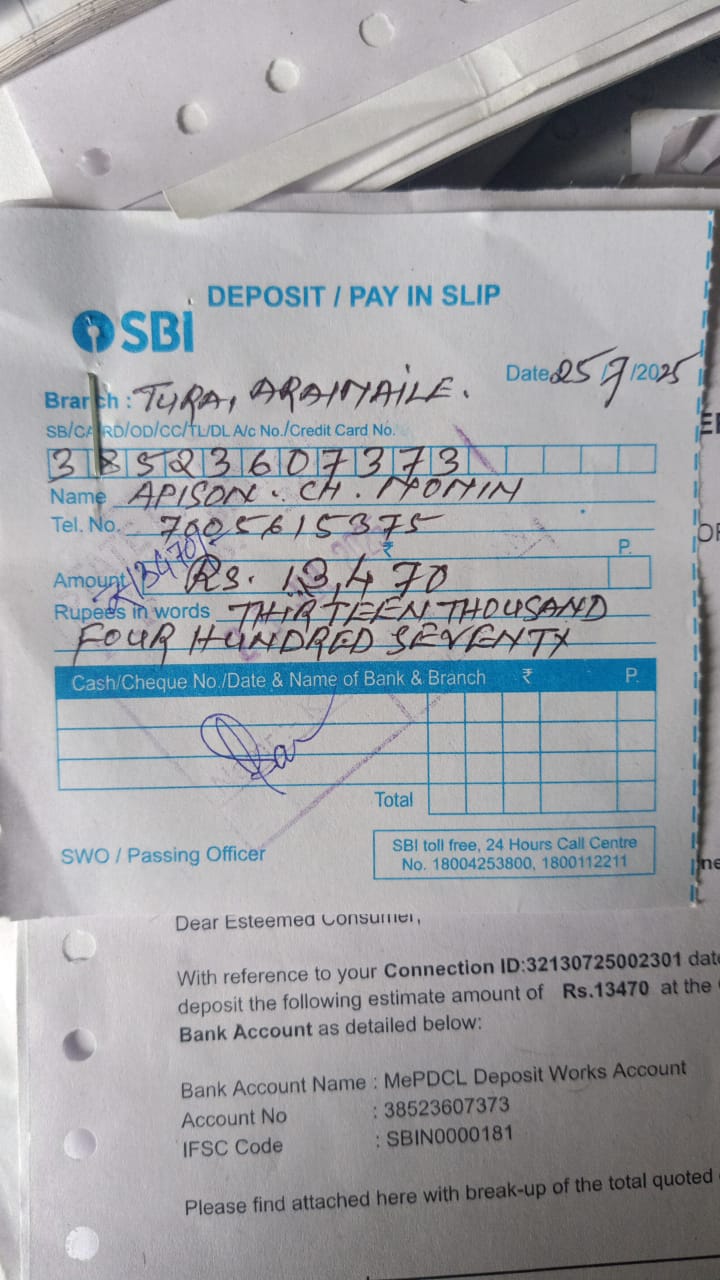 DEPOSIT / PAY IN SLIP
SBI
Date 25/7/2025
Branch : TURA, ARAIMAILE.
SB/CA/RD/OD/CC/TL/DL A/c No./Credit Card No.
38523607373
Name APISON. CH. MOMIN
Tel. No. 7005615375
₹ P.
13470/-
Amount Rs. 13,470
Rupees in words THIRTEEN THOUSAND
FOUR HUNDRED SEVENTY
Cash/Cheque No./Date & Name of Bank & Branch ₹ P.
Total
SWO / Passing Officer
SBI toll free, 24 Hours Call Centre
No. 18004253800, 1800112211
Dear Esteemed Consumer,
With reference to your Connection ID:32130725002301 date
deposit the following estimate amount of Rs.13470 at the
Bank Account as detailed below:
Bank Account Name : MePDCL Deposit Works Account
Account No : 38523607373
IFSC Code : SBIN0000181
Please find attached here with break-up of the total quoted